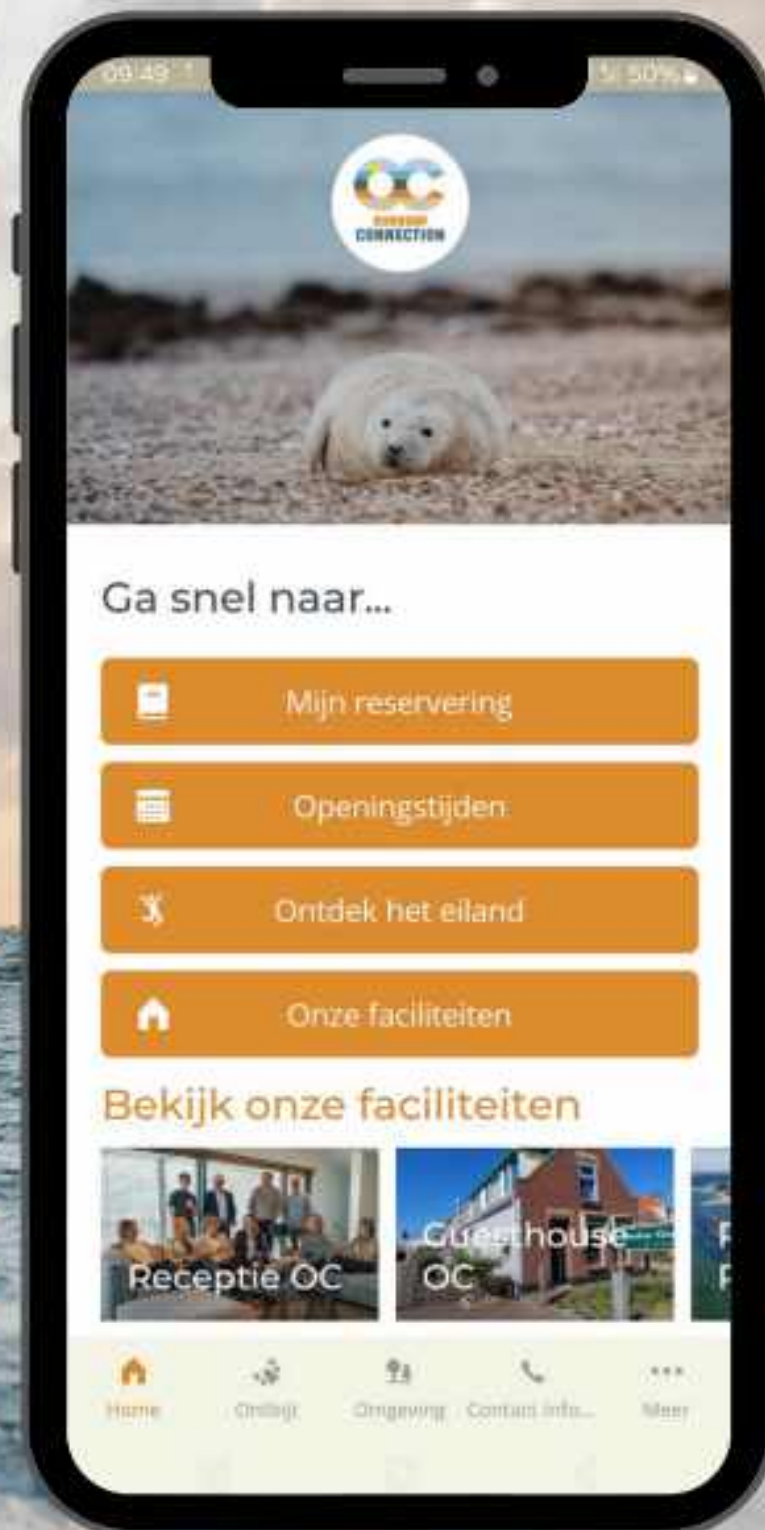 09:49
50%
OC
CONNECTION
Ga snel naar...
Mijn reservering
Openingstijden
Ontdek het eiland
Onze faciliteiten
Bekijk onze faciliteiten
Receptie OC
Guesthouse
OC
Home
Ontbijt
Omgeving
Contact info...
Meer